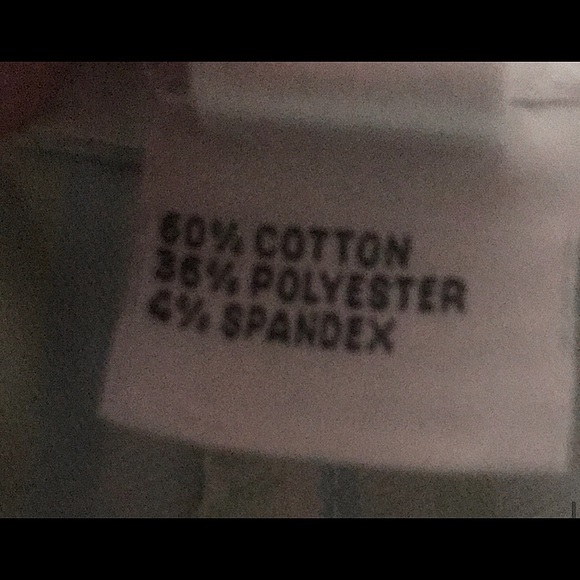 60% COTTON
36% POLYESTER
4% SPANDEX